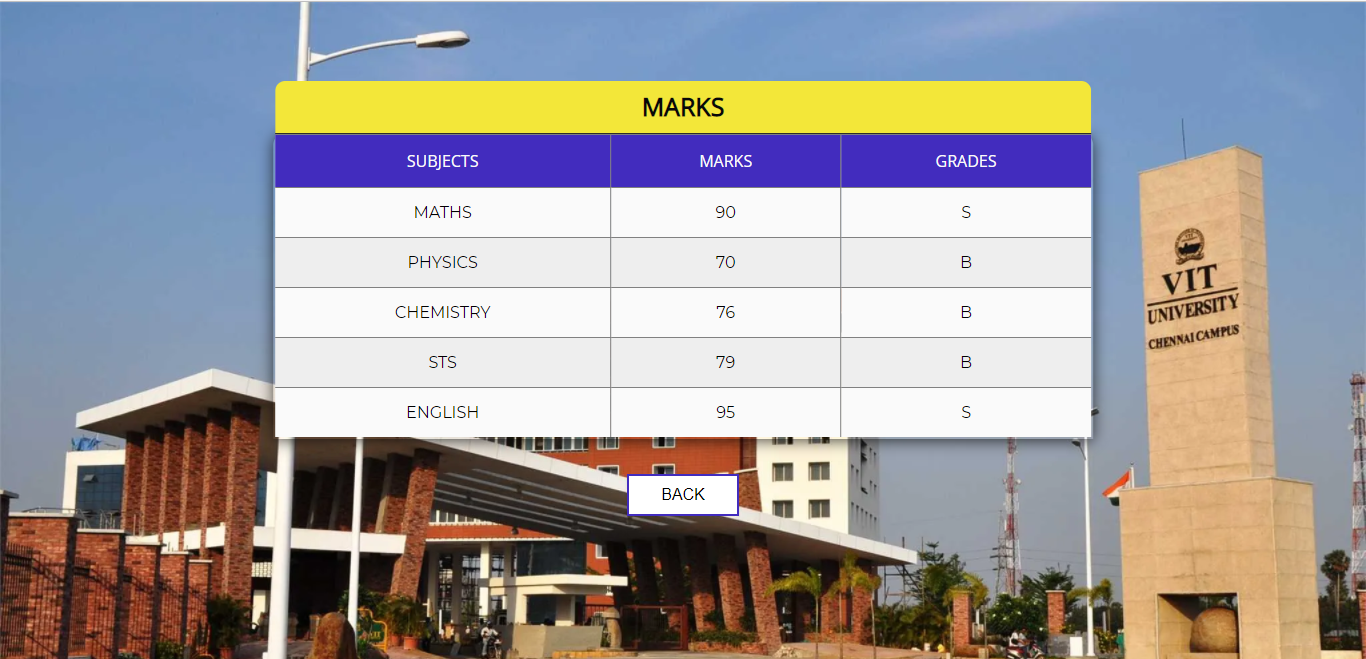 MARKS
SUBJECTS MARKS GRADES
MATHS 90 S
PHYSICS 70 B
CHEMISTRY 76 B
STS 79 B
ENGLISH 95 S
BACK
VIT
UNIVERSITY
CHENNAI CAMPUS